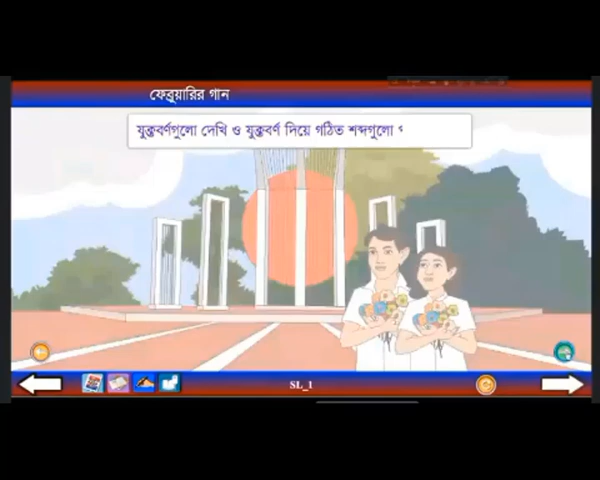 ফেব্রুয়ারির গান
যুক্তবর্ণগুলো দেখি ও যুক্তবর্ণ দিয়ে গঠিত শব্দগুলো
SL_1